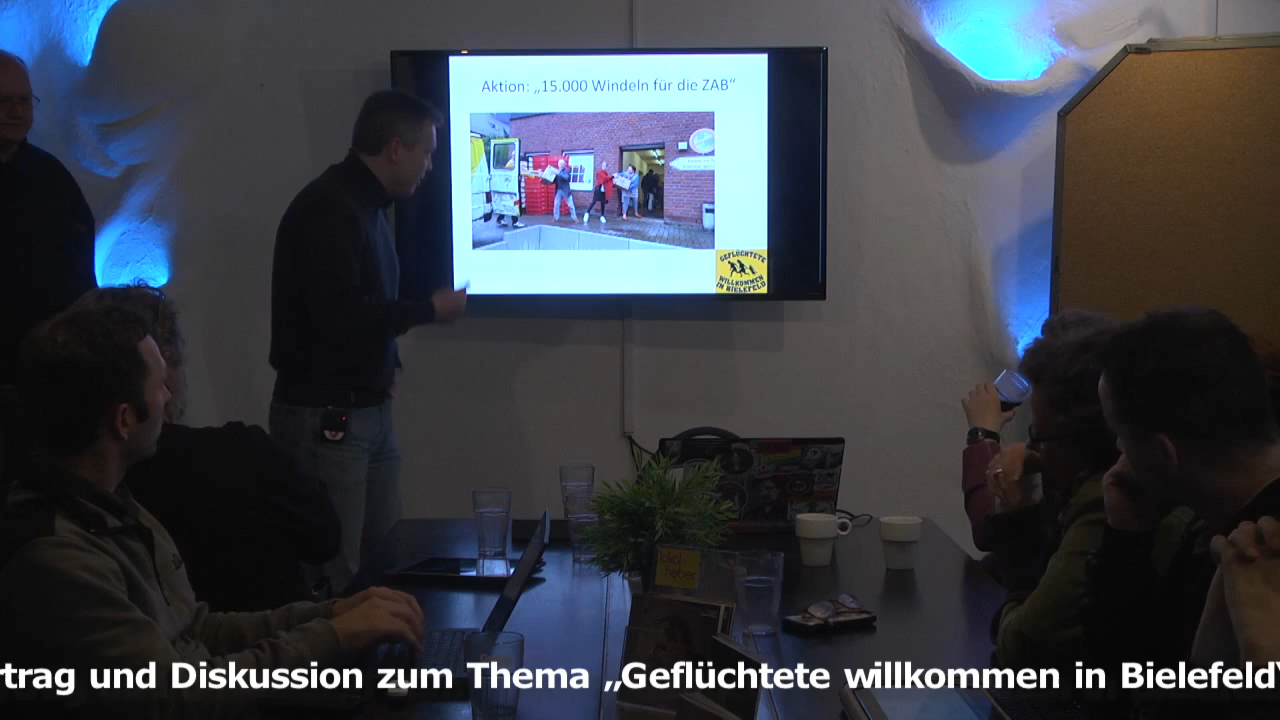 Aktion: „15.000 Windeln für die ZAB“
GEFLÜCHTETE
WILLKOMMEN
IN BIELEFELD
rtrag und Diskussion zum Thema „Geflüchtete willkommen in Bielefeld